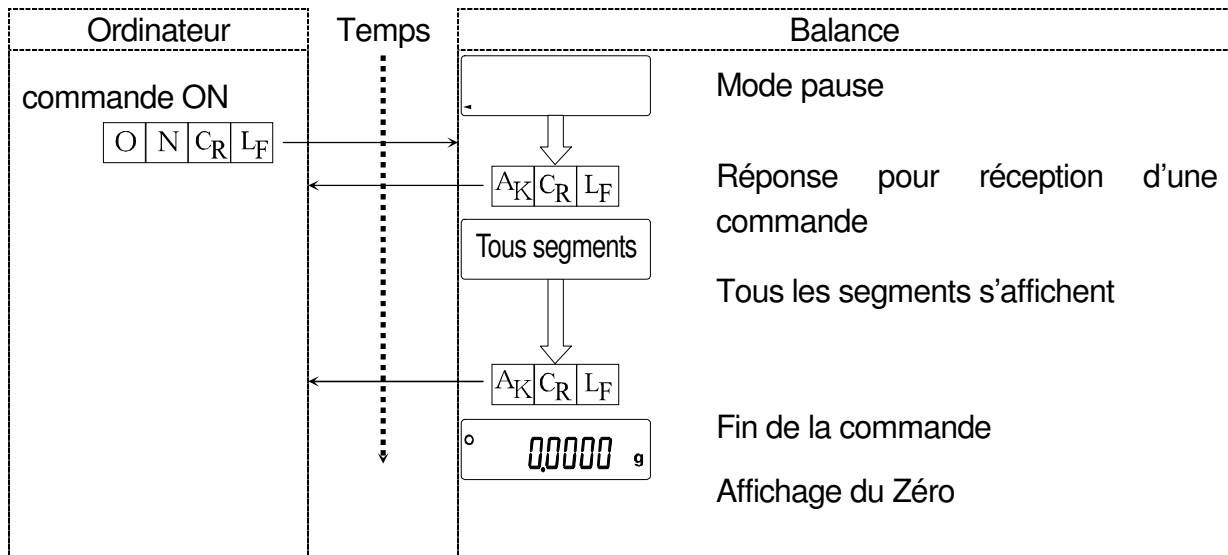 Ordinateur Temps Balance
Mode pause
commande ON
O N CR LF
AK CR LF
Réponse pour réception d’une
commande
Tous segments
Tous les segments s’affichent
AK CR LF
Fin de la commande
0.0000 g
Affichage du Zéro